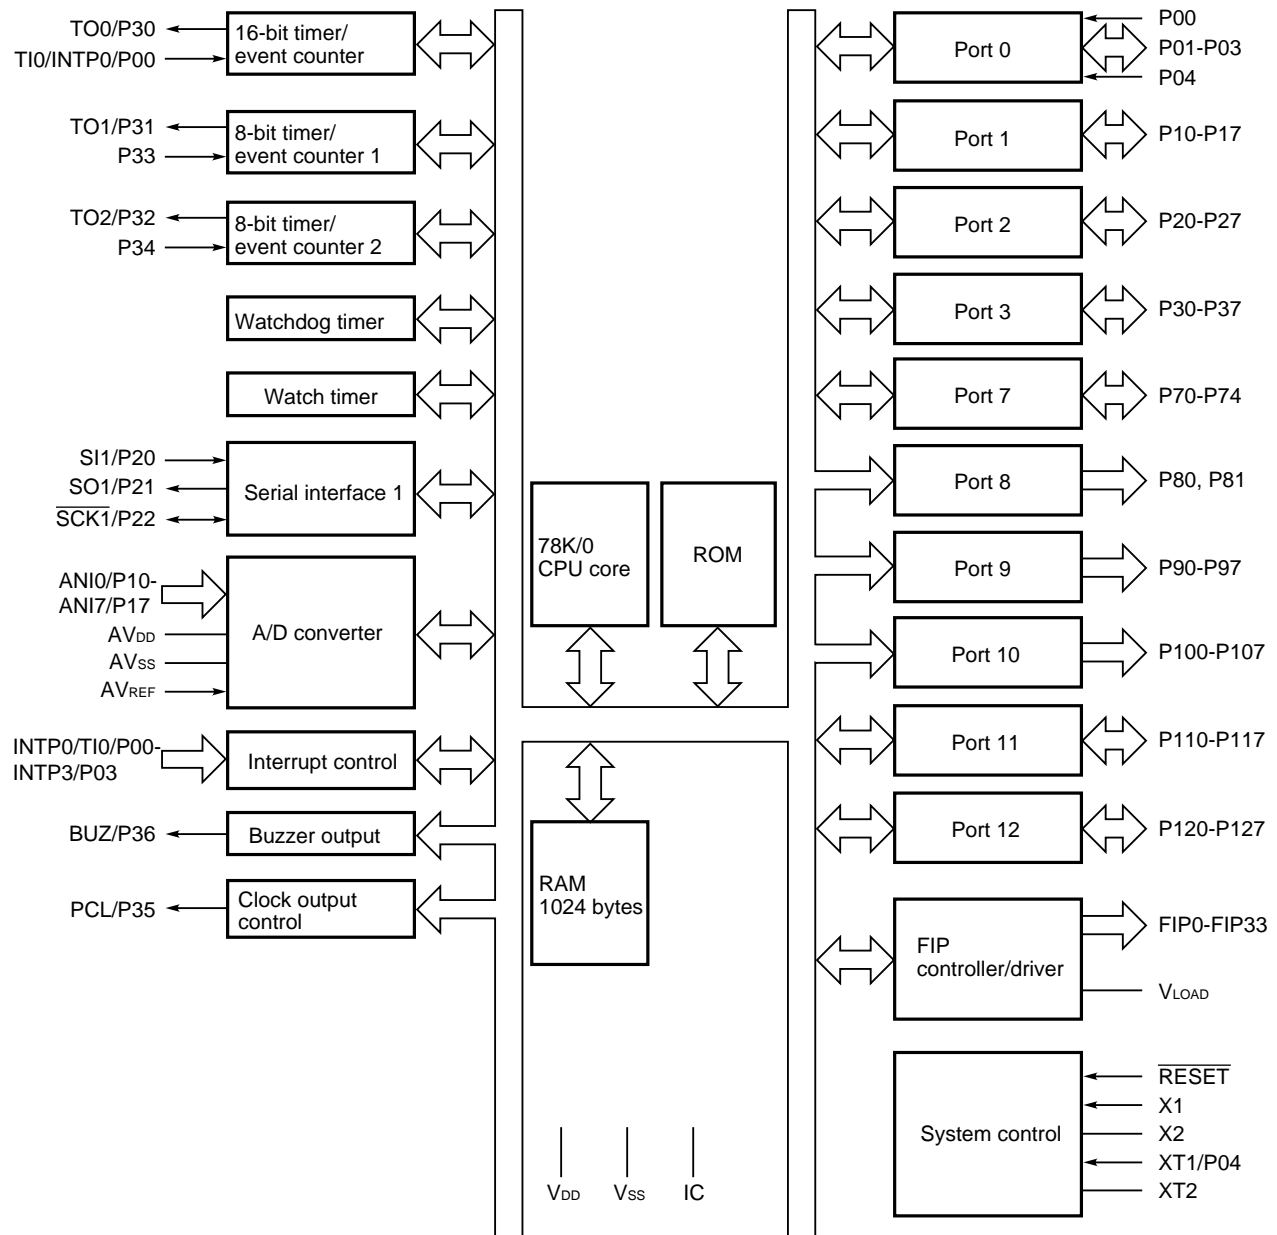 TO0/P30
TI0/INTP0/P00
16-bit timer/
event counter
TO1/P31
P33
8-bit timer/
event counter 1
TO2/P32
P34
8-bit timer/
event counter 2
Watchdog timer
Watch timer
SI1/P20
SO1/P21
SCK1/P22
Serial interface 1
ANI0/P10-
ANI7/P17
AVDD
AVSS
AVREF
A/D converter
INTP0/TI0/P00-
INTP3/P03
Interrupt control
BUZ/P36
Buzzer output
PCL/P35
Clock output
control
78K/0
CPU core
ROM
RAM
1024 bytes
VDD
VSS
IC
Port 0
P00
P01-P03
P04
Port 1
P10-P17
Port 2
P20-P27
Port 3
P30-P37
Port 7
P70-P74
Port 8
P80, P81
Port 9
P90-P97
Port 10
P100-P107
Port 11
P110-P117
Port 12
P120-P127
FIP
controller/driver
FIP0-FIP33
VLOAD
System control
RESET
X1
X2
XT1/P04
XT2